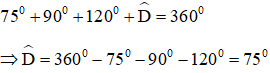 75⁰ + 90⁰ + 120⁰ + D̂ = 360⁰
⇒ D̂ = 360⁰ − 75⁰ − 90⁰ − 120⁰ = 75⁰